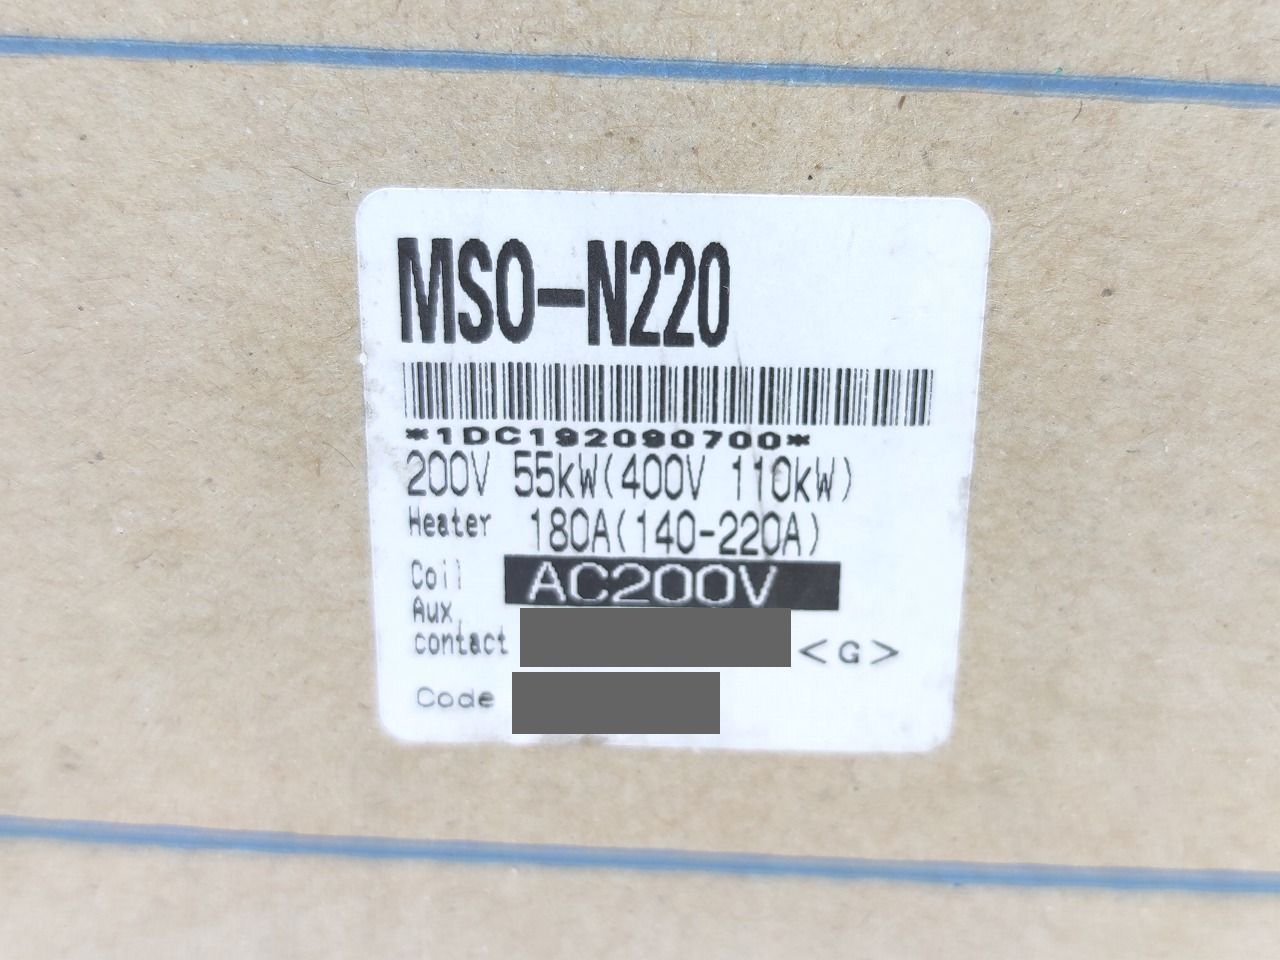 MSO-N220
*1DC192090700*
200V 55kW(400V 110kW)
Heater 180A(140-220A)
Coil AC200V
Aux.
contact <G>
Code